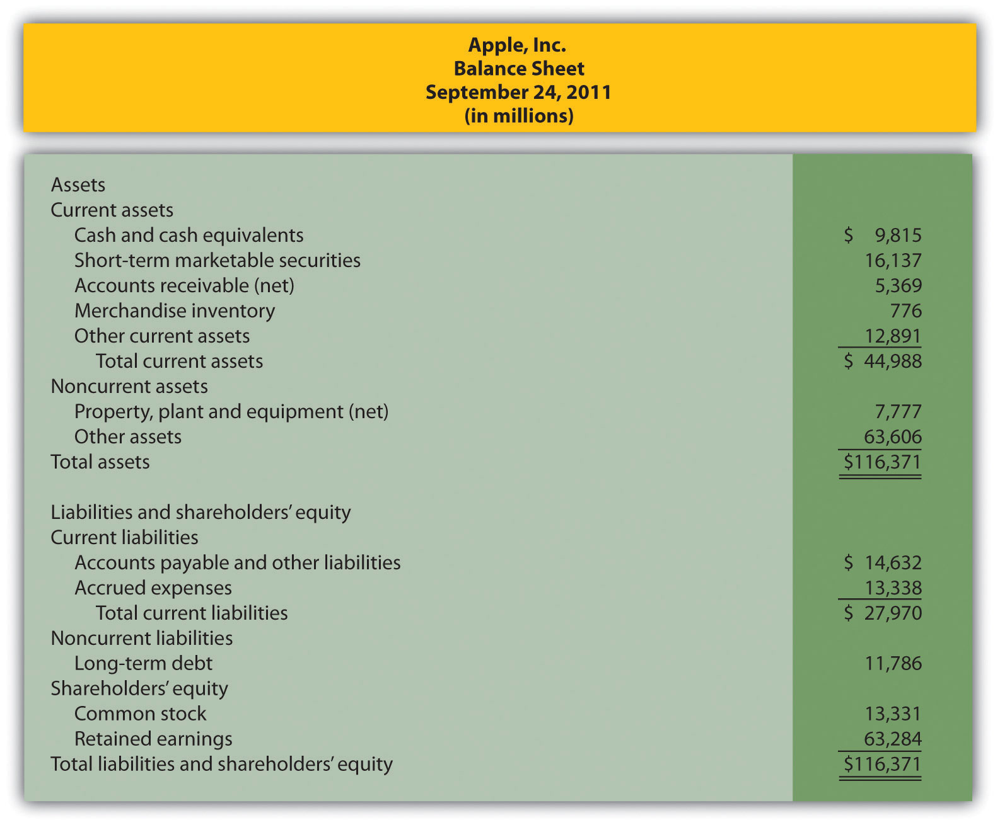 Apple, Inc.
Balance Sheet
September 24, 2011
(in millions)
Assets
Current assets
Cash and cash equivalents $ 9,815
Short-term marketable securities 16,137
Accounts receivable (net) 5,369
Merchandise inventory 776
Other current assets 12,891
Total current assets $ 44,988
Noncurrent assets
Property, plant and equipment (net) 7,777
Other assets 63,606
Total assets $116,371
Liabilities and shareholders’ equity
Current liabilities
Accounts payable and other liabilities $ 14,632
Accrued expenses 13,338
Total current liabilities $ 27,970
Noncurrent liabilities
Long-term debt 11,786
Shareholders’ equity
Common stock 13,331
Retained earnings 63,284
Total liabilities and shareholders’ equity $116,371